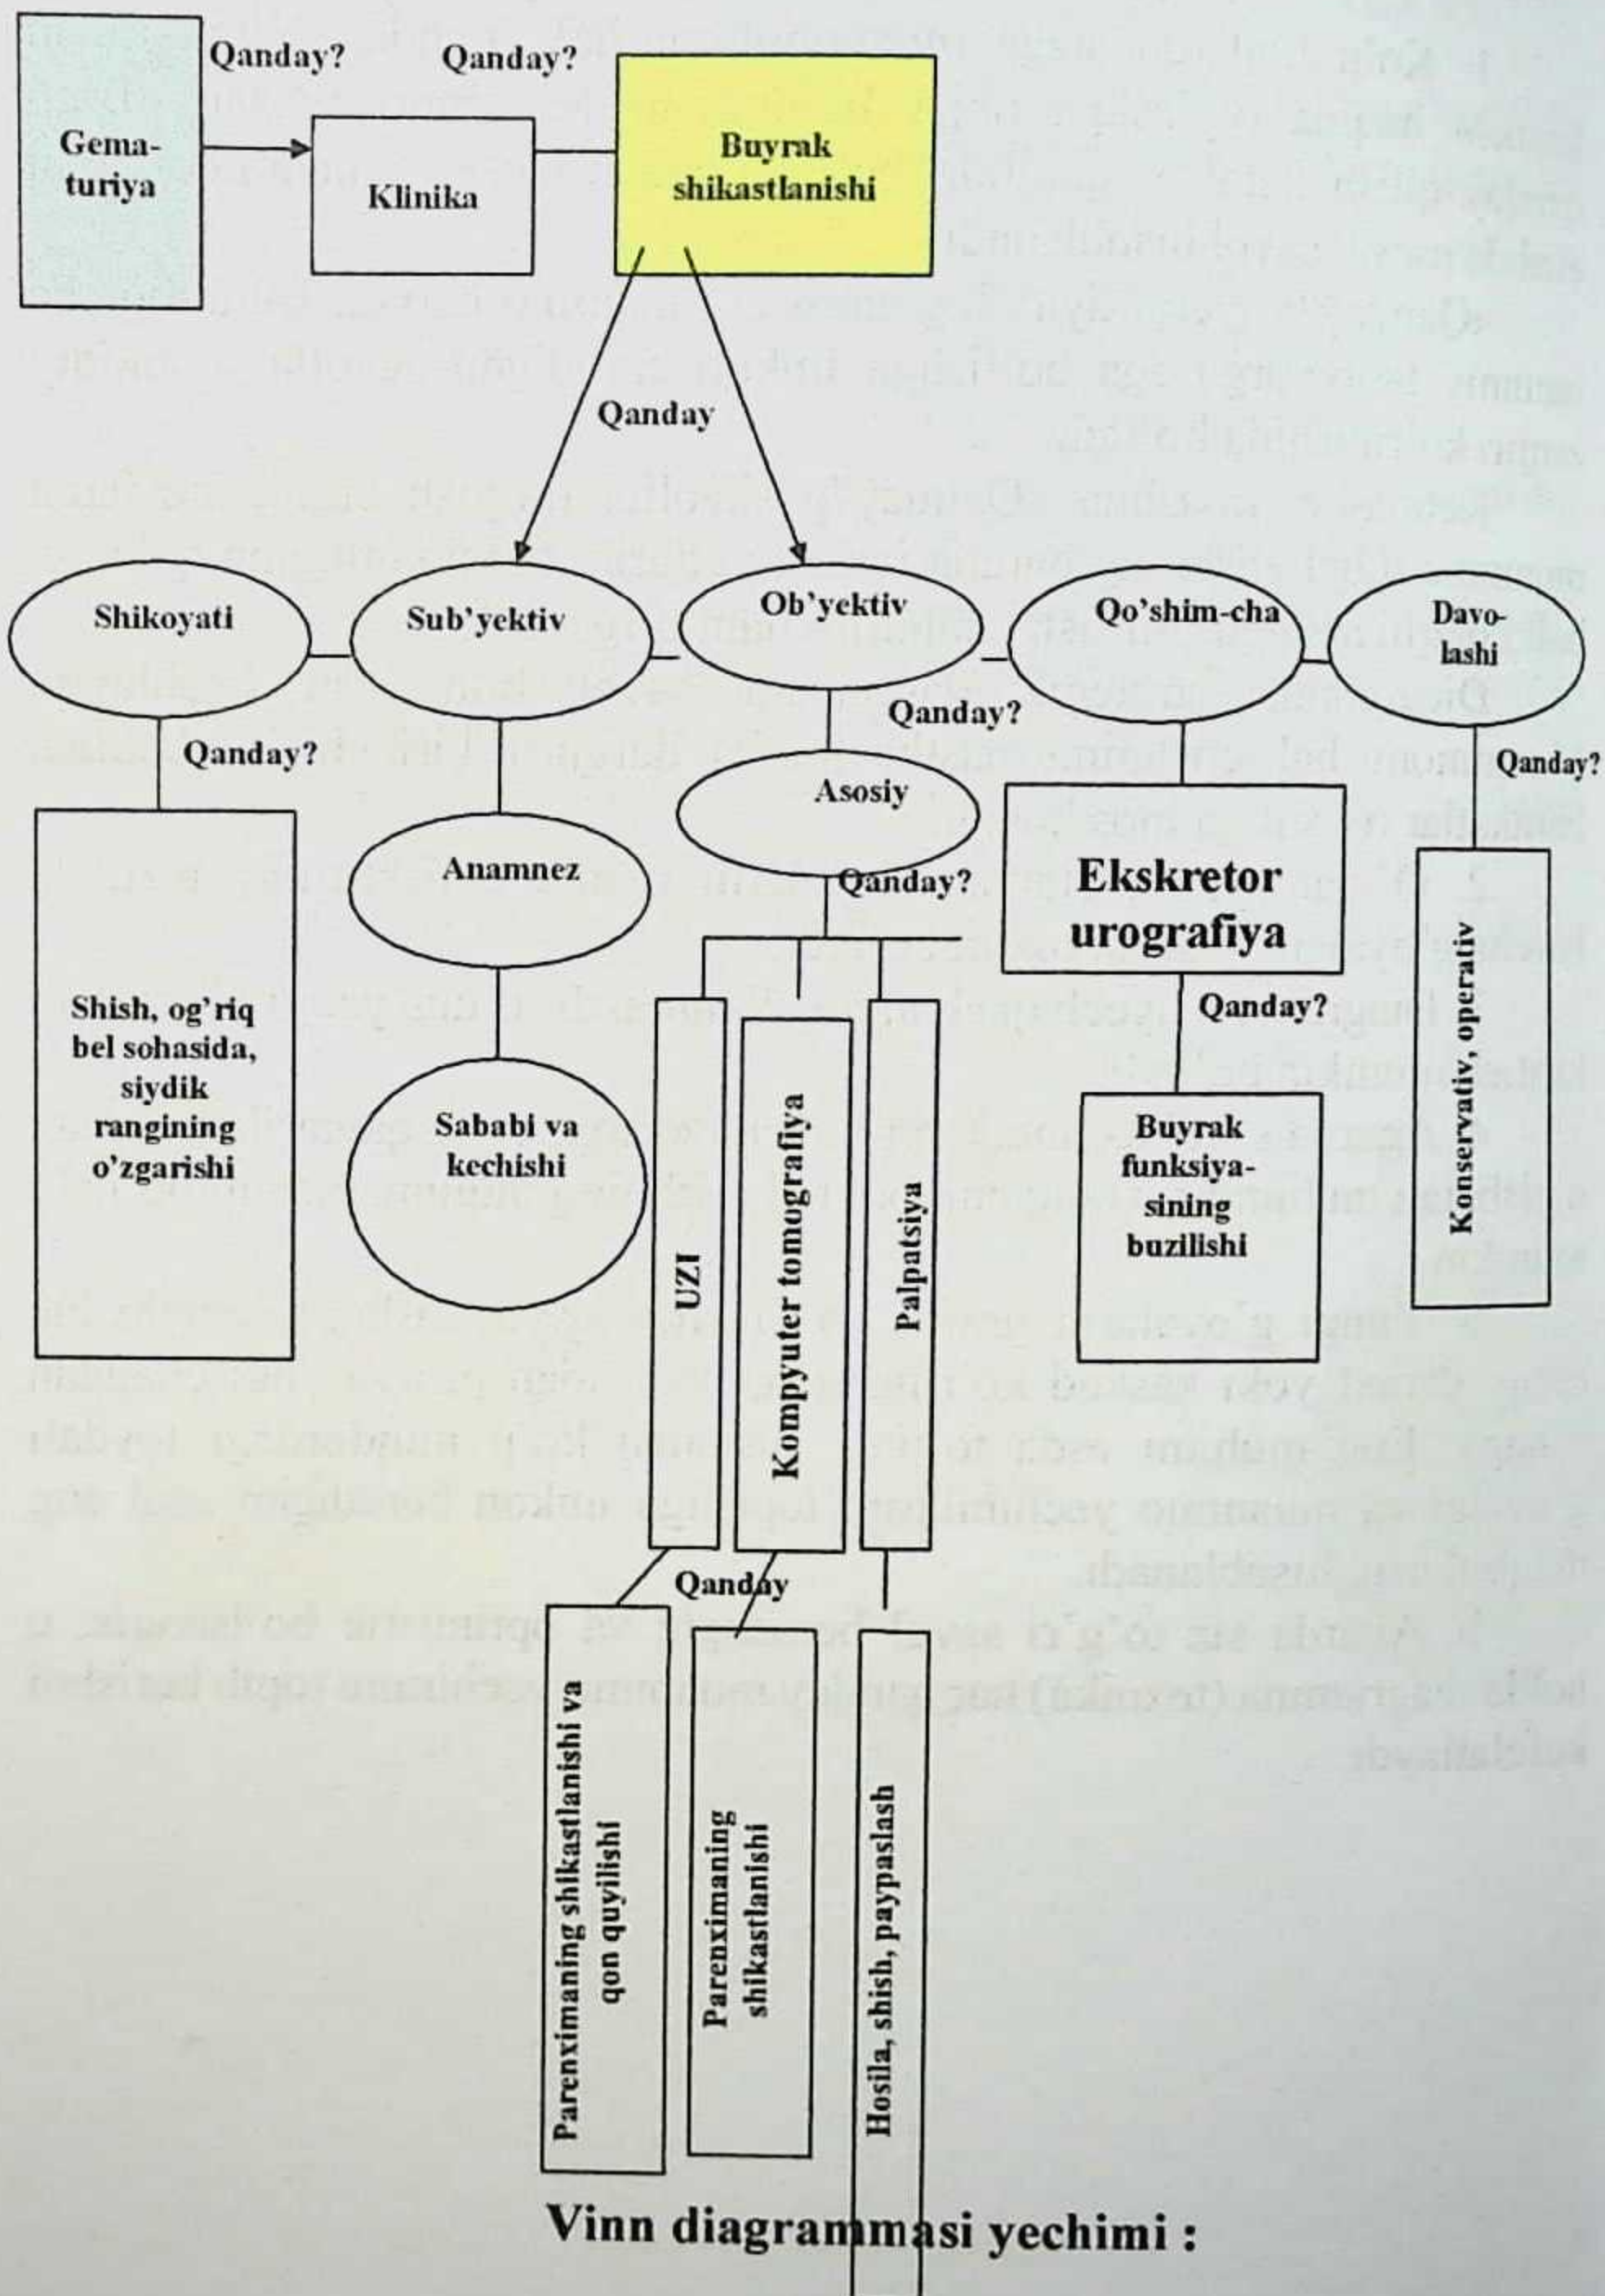 Qanday?
Qanday?
Gema-
turiya
Klinika
Buyrak
shikastlanishi
Qanday
Shikoyati
Sub'yektiv
Ob'yektiv
Qo'shim-cha
Davo-
lashi
Qanday?
Qanday?
Qanday?
Anamnez
Asosiy
Qanday?
Ekskretor
urografiya
Qanday?
Shish, og'riq
bel sohasida,
siydik
rangining
o'zgarishi
Sababi va
kechishi
UZI
Kompyuter tomografiya
Palpatsiya
Buyrak
funksiya-
sining
buzilishi
Konservativ, operativ
Qanday
Parenximaning shikastlanishi va
qon quyilishi
Parenximaning
shikastlanishi
Hosila, shish, paypaslash
Vinn diagrammasi yechimi :